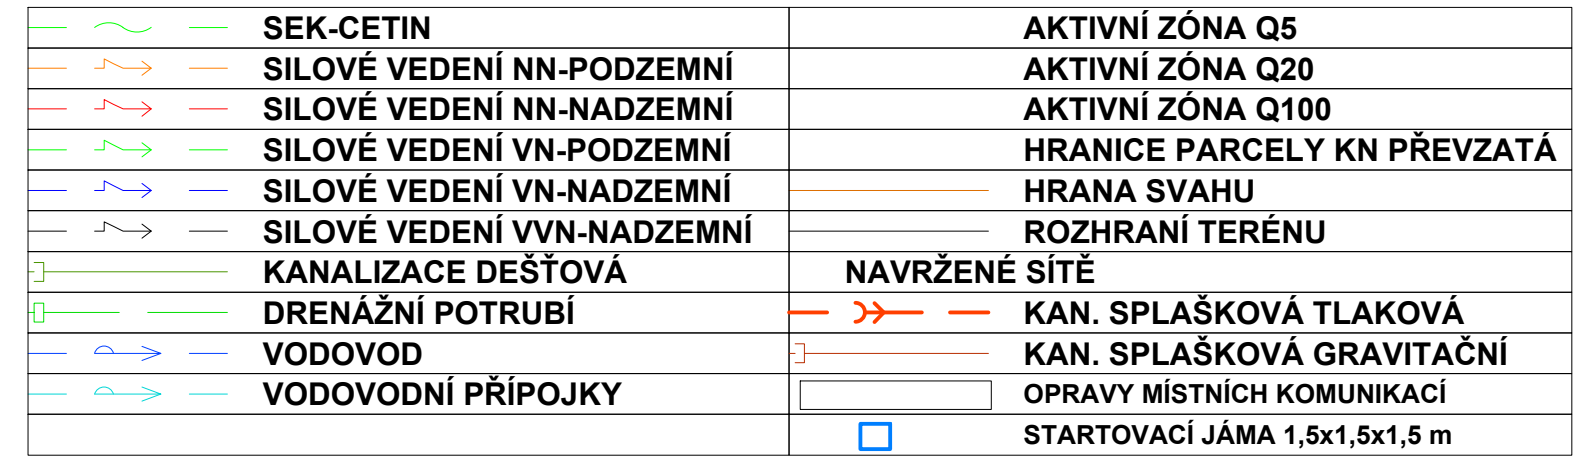 SEK-CETIN
SILOVÉ VEDENÍ NN-PODZEMNÍ
SILOVÉ VEDENÍ NN-NADZEMNÍ
SILOVÉ VEDENÍ VN-PODZEMNÍ
SILOVÉ VEDENÍ VN-NADZEMNÍ
SILOVÉ VEDENÍ VVN-NADZEMNÍ
KANALIZACE DEŠŤOVÁ
DRENÁŽNÍ POTRUBÍ
VODOVOD
VODOVODNÍ PŘÍPOJKY
AKTIVNÍ ZÓNA Q5
AKTIVNÍ ZÓNA Q20
AKTIVNÍ ZÓNA Q100
HRANICE PARCELY KN PŘEVZATÁ
HRANA SVAHU
ROZHRANÍ TERÉNU
NAVRŽENÉ SÍTĚ
KAN. SPLAŠKOVÁ TLAKOVÁ
KAN. SPLAŠKOVÁ GRAVITAČNÍ
OPRAVY MÍSTNÍCH KOMUNIKACÍ
STARTOVACÍ JÁMA 1,5x1,5x1,5 m